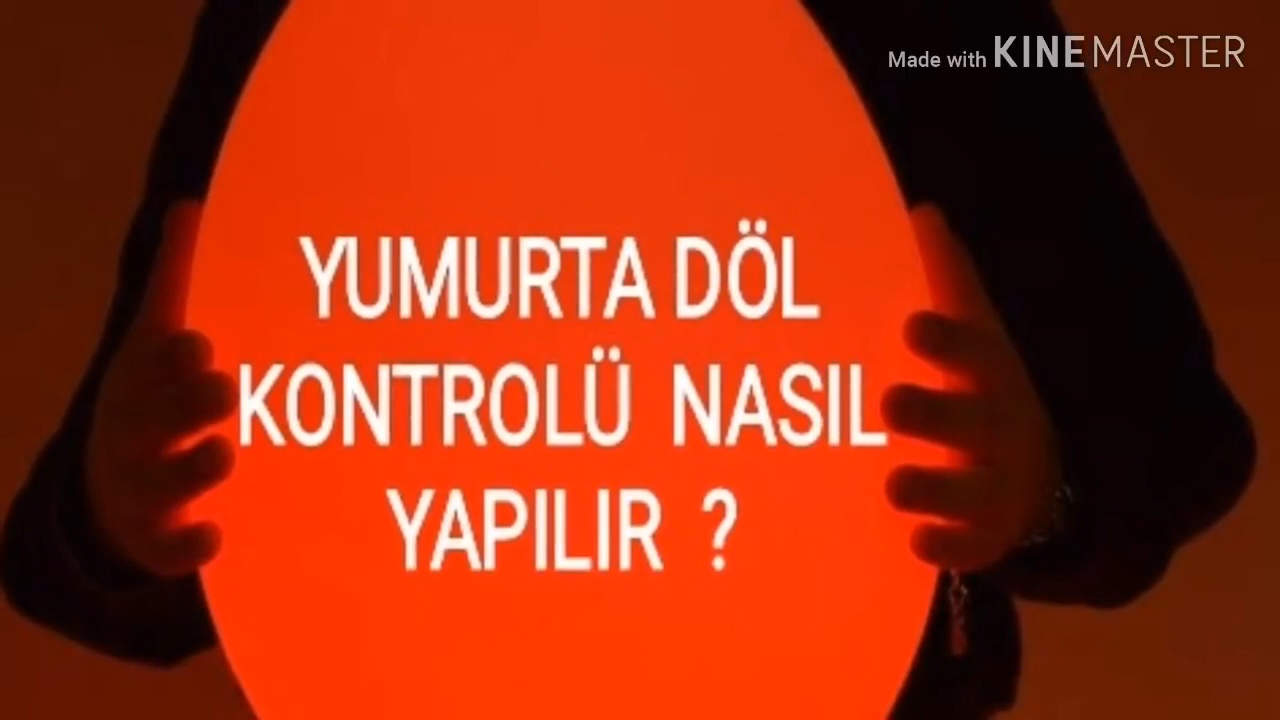 Made with KINEMASTER
YUMURTA DÖL
KONTROLÜ NASIL
YAPILIR ?